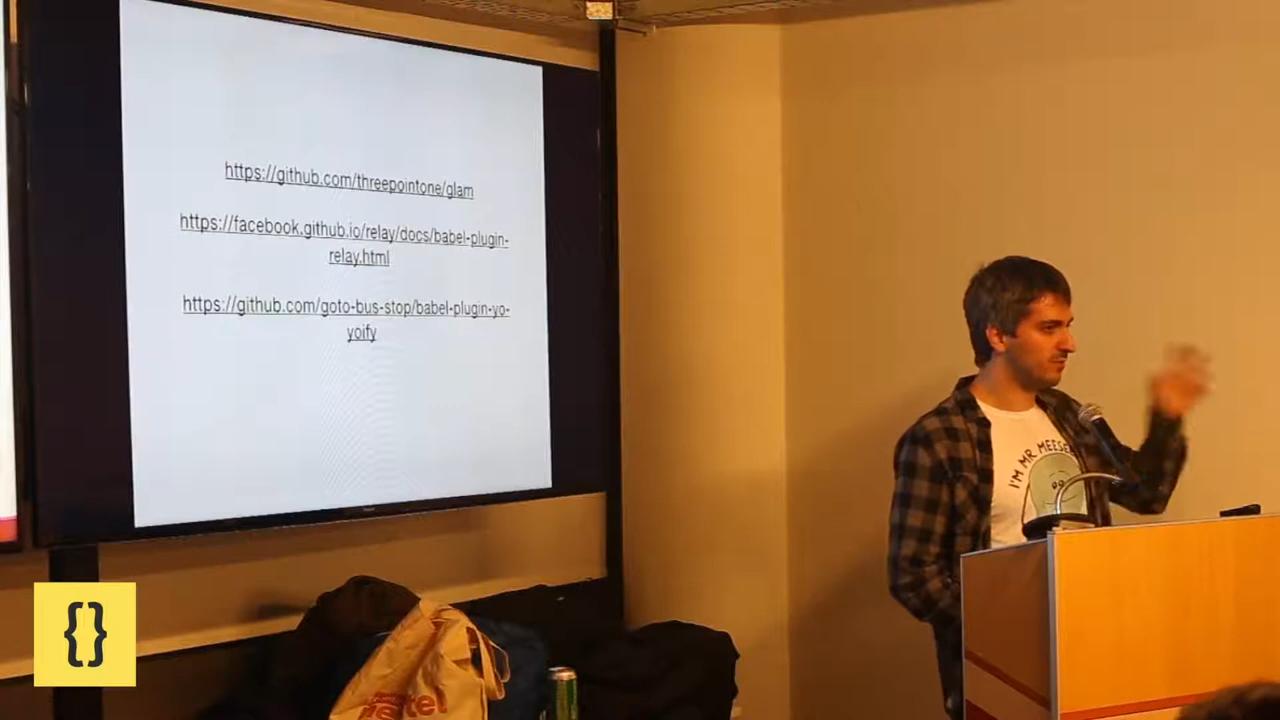 https://github.com/threepointone/glam
https://facebook.github.io/relay/docs/babel-plugin-
relay.html
https://github.com/goto-bus-stop/babel-plugin-yo-
yoify
I'M MR MEESEE
{}